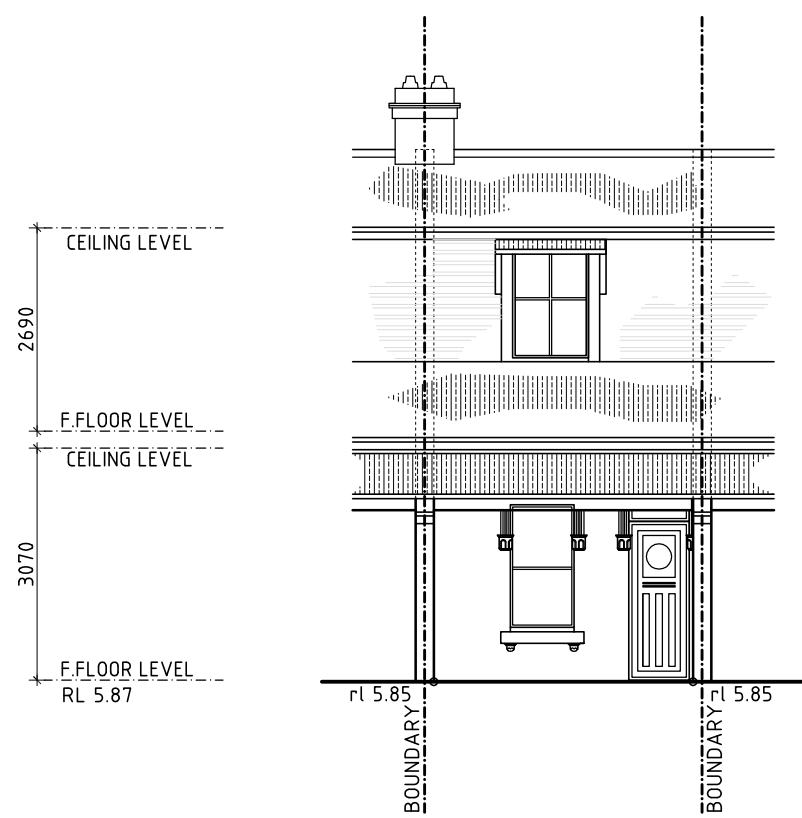 CEILING LEVEL
2690
F.FLOOR LEVEL
CEILING LEVEL
3070
F.FLOOR LEVEL
RL 5.87
rl 5.85
rl 5.85
BOUNDARY
BOUNDARY